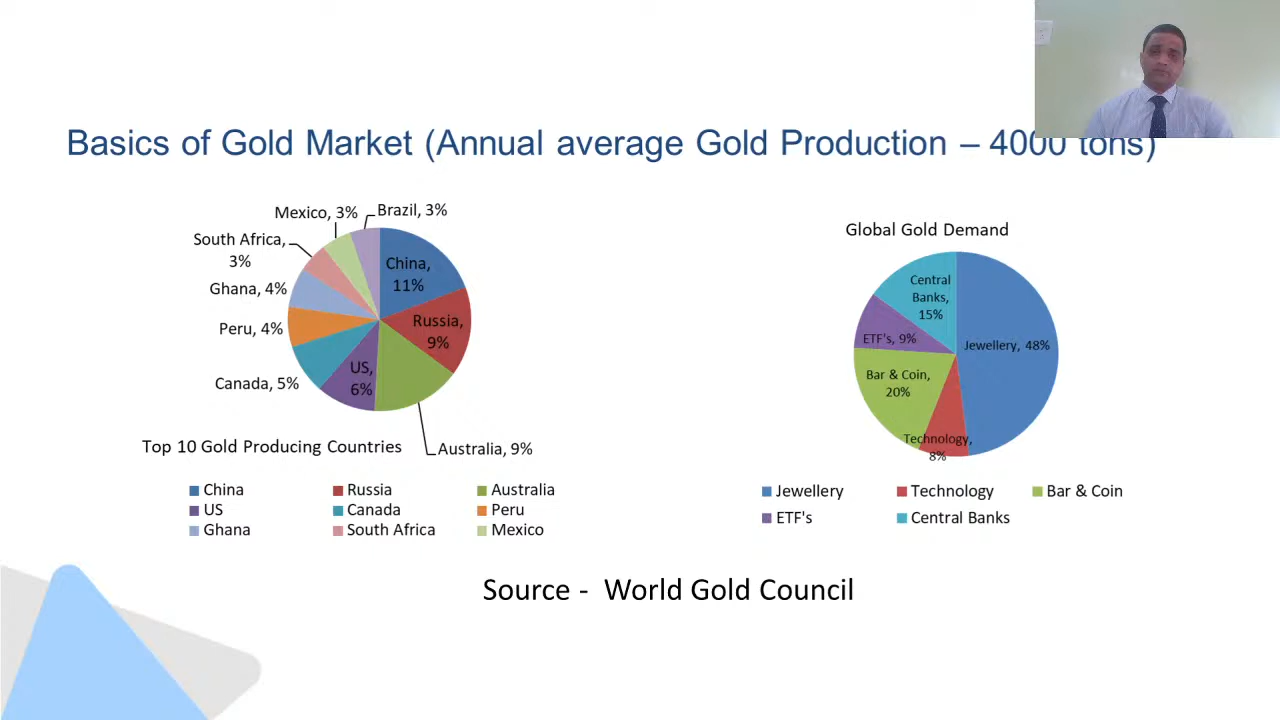 Basics of Gold Market (Annual average Gold Production – 4000 tons)
Mexico, 3%
Brazil, 3%
South Africa,
3%
China,
11%
Ghana, 4%
Russia,
9%
Peru, 4%
US,
6%
Canada, 5%
Australia, 9%
Top 10 Gold Producing Countries
China
Russia
Australia
US
Canada
Peru
Ghana
South Africa
Mexico
Global Gold Demand
Central
Banks,
15%
ETF's, 9%
Jewellery, 48%
Bar & Coin,
20%
Technology,
8%
Jewellery
Technology
Bar & Coin
ETF's
Central Banks
Source - World Gold Council